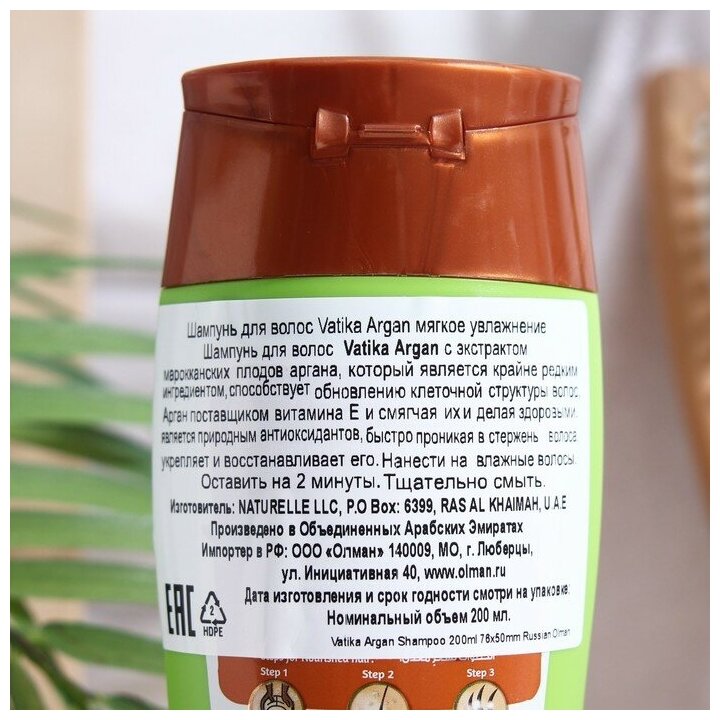 Шампунь для волос Vatika Argan мягкое увлажнение
Шампунь для волос Vatika Argan с экстрактом
марокканских плодов аргана, который является крайне редким
ингредиентом, способствует обновлению клеточной структуры волос.
Арган поставщиком витамина Е и смягчая их и делая здоровыми.
является природным антиоксидантов, быстро проникая в стержень волоса
укрепляет и восстанавливает его. Нанести на влажные волосы.
Оставить на 2 минуты. Тщательно смыть.
Изготовитель: NATURELLE LLC, P.O Box: 6399, RAS AL KHAIMAH, U.A.E
Произведено в Объединенных Арабских Эмиратах
Импортер в РФ: ООО «Олман» 140009, МО, г. Люберцы,
ул. Инициативная 40, www.olman.ru
Дата изготовления и срок годности смотри на упаковке.
Номинальный объем 200 мл.
EAC
2
HDPE
Vatika Argan Shampoo 200ml 76x50mm Russian Olman
Steps for Nourished hair:
Step 1 Step 2 Step 3